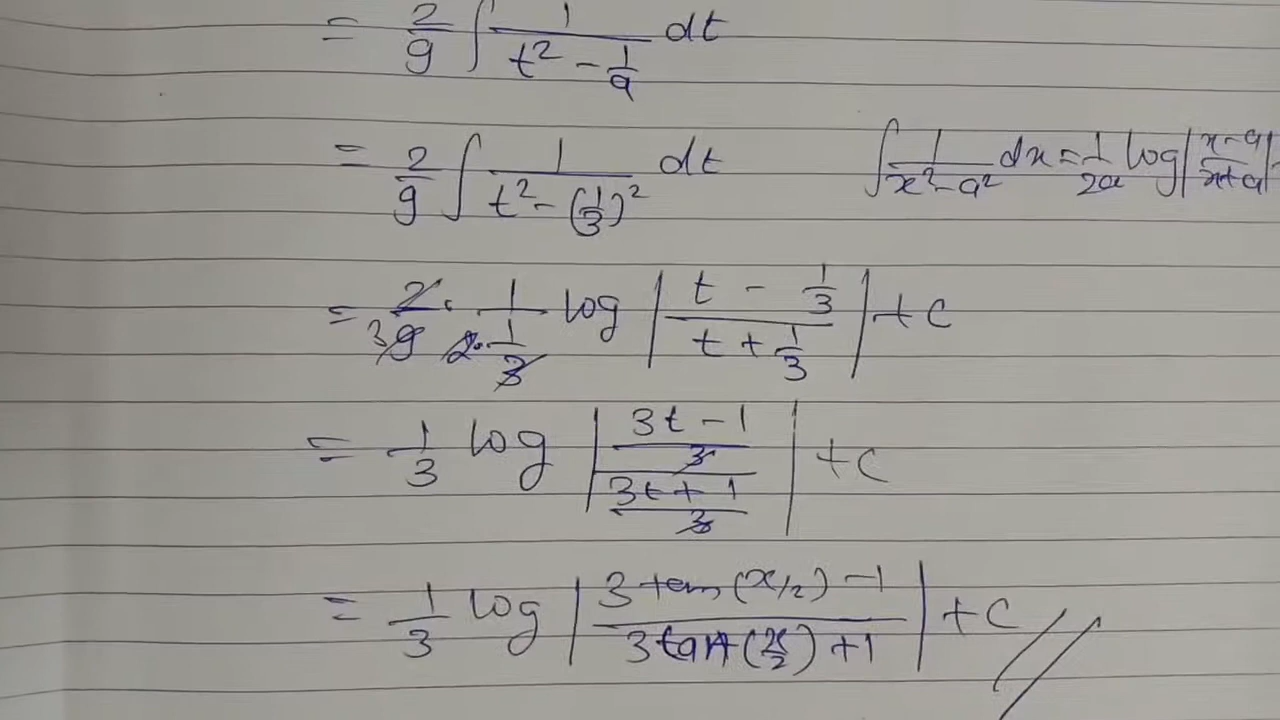 = 2/9 ∫ 1/(t² - 1/9) dt
= 2/9 ∫ 1/(t² - (1/3)²) dt
∫ 1/(x² - a²) dx = 1/2a log |(x-a)/(x+a)|
= 2/9 · 1/(2·1/3) log |(t - 1/3)/(t + 1/3)| + C
3
= 1/3 log |((3t - 1)/3)/((3t + 1)/3)| + C
= 1/3 log |(3 tan(x/2) - 1)/(3 tan(x/2) + 1)| + C //